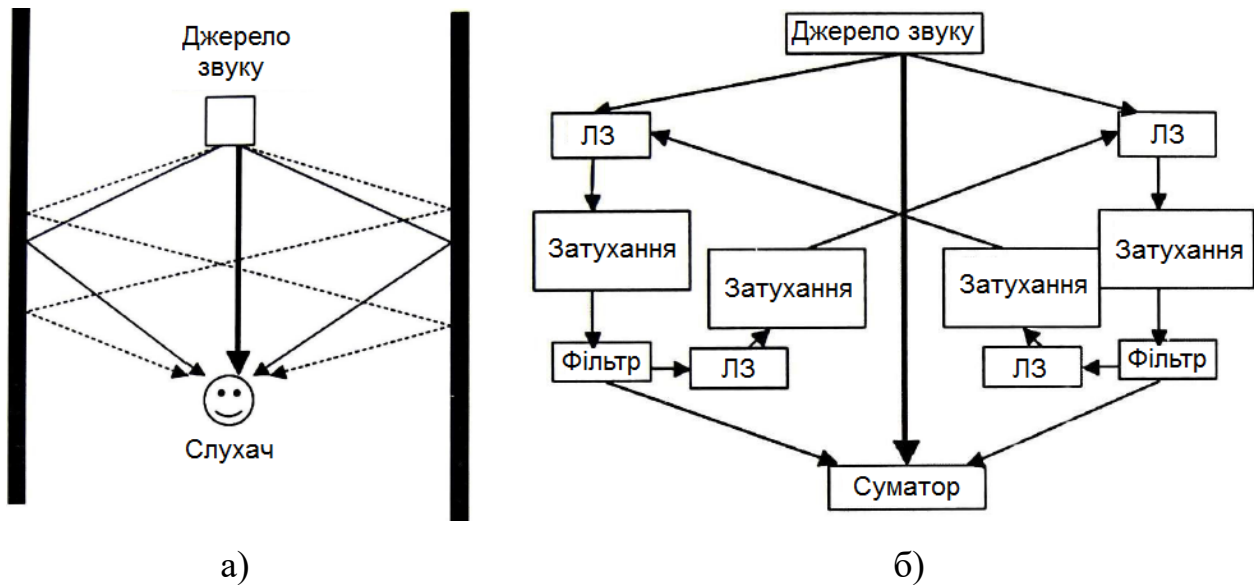 Джерело
звуку
Слухач
а)
Джерело звуку
ЛЗ
ЛЗ
Затухання
Затухання
Затухання
Затухання
Фільтр
ЛЗ
ЛЗ
Фільтр
Суматор
б)